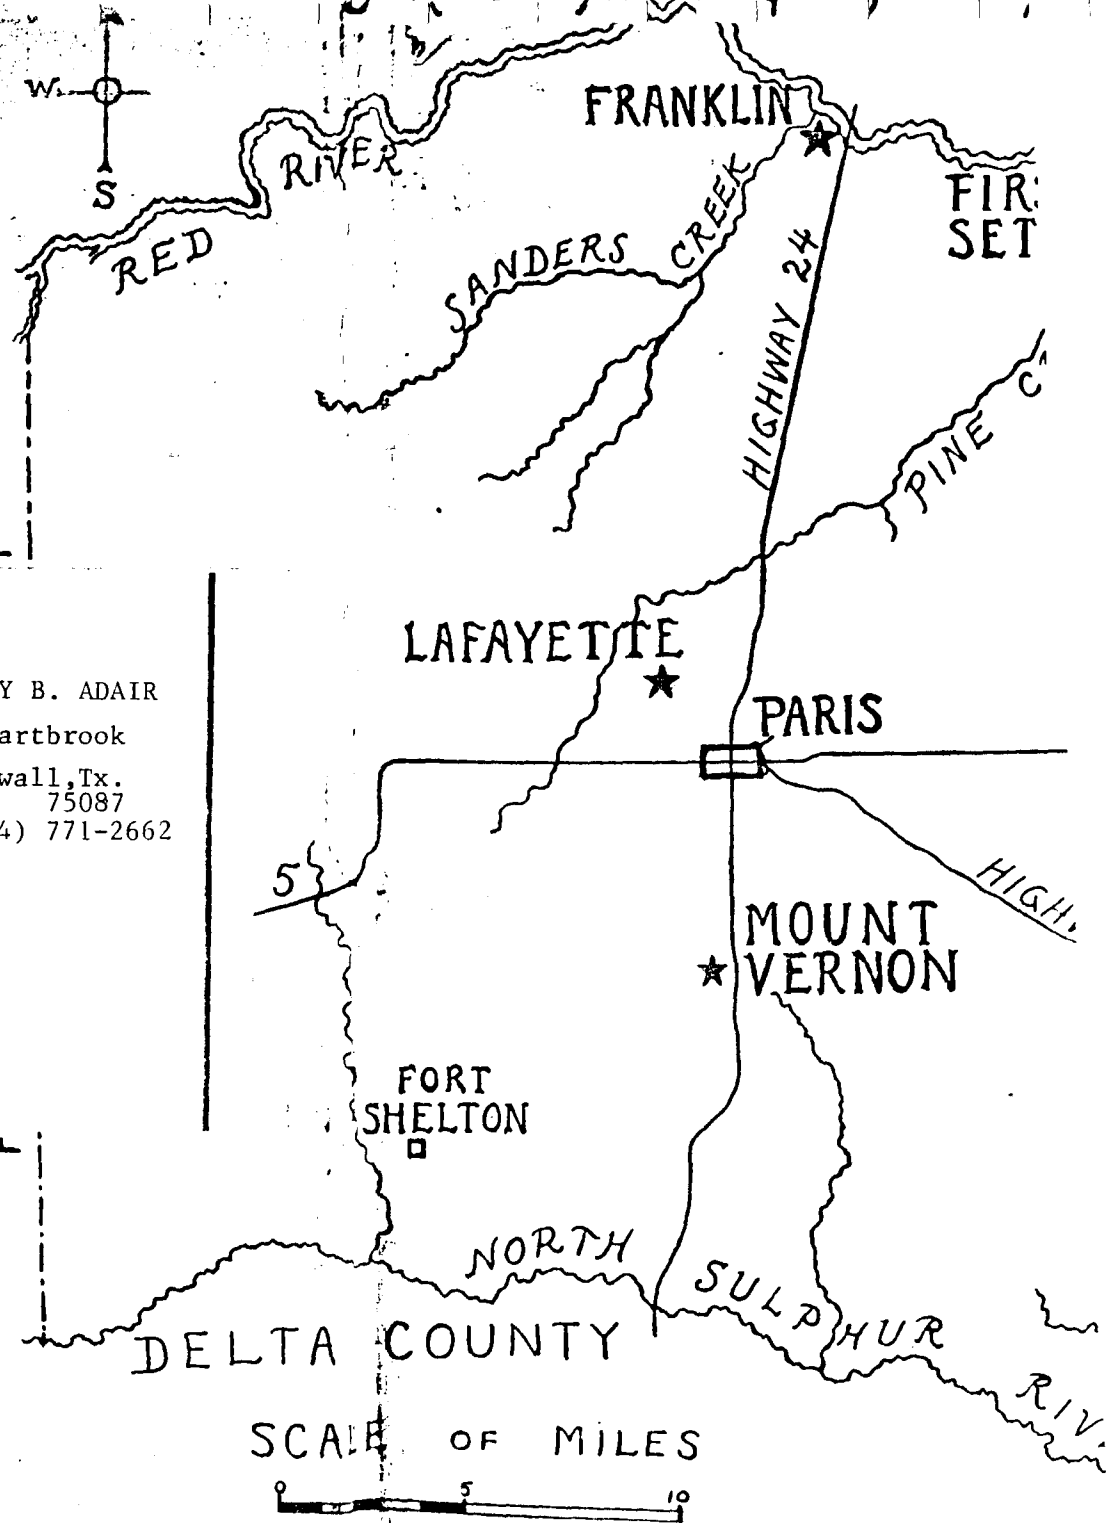 W.
S
FRANKLIN
RED RIVER
FIR
SET
SANDERS CREEK
HIGHWAY 24
PINE C
LAFAYETTE
Y B. ADAIR
artbrook
wall,Tx.
75087
4) 771-2662
PARIS
5
HIGH
MOUNT
VERNON
FORT
SHELTON
NORTH SULPHUR RIV
DELTA COUNTY
SCALE OF MILES
0 5 10